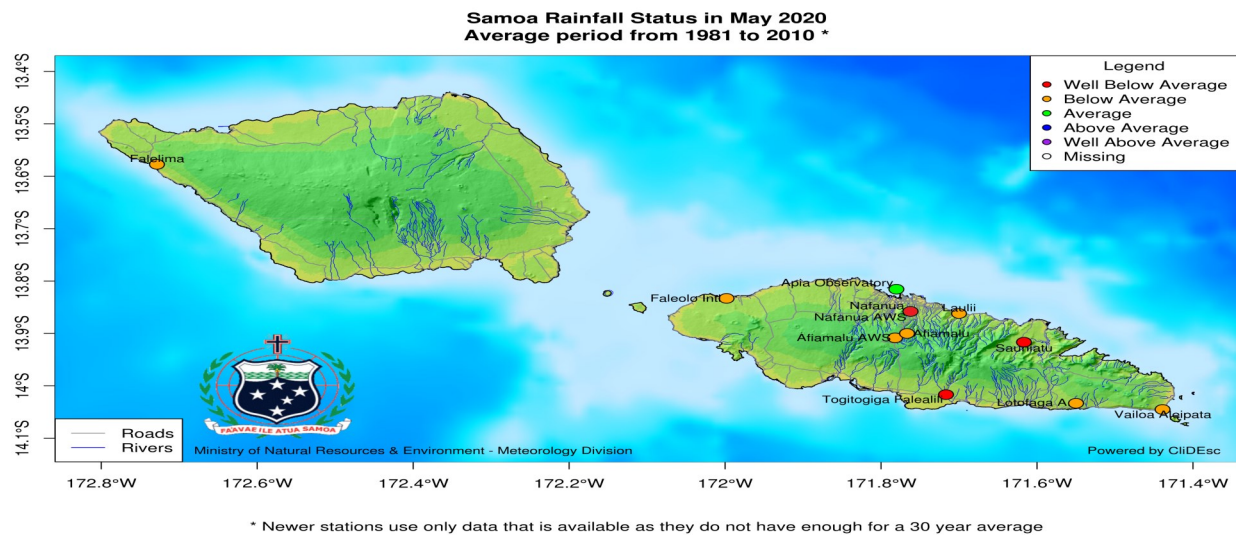 Samoa Rainfall Status in May 2020
Average period from 1981 to 2010 *
Legend
Well Below Average
Below Average
Average
Above Average
Well Above Average
Missing
13.4°S
13.5°S
13.6°S
13.7°S
13.8°S
13.9°S
14°S
14.1°S
Falelima
Apia Observatory
Faleolo Int
Nafanua
Nafanua AWS
Laulii
Afiamalu
Afiamalu AWS
Sauniatu
Togitogiga Palealili
Lotofaga A
Vailoa Aleipata
FAAVAE ILE ATUA SAMOA
Roads
Rivers
Ministry of Natural Resources & Environment - Meteorology Division
Powered by CliDEsc
172.8°W
172.6°W
172.4°W
172.2°W
172°W
171.8°W
171.6°W
171.4°W
* Newer stations use only data that is available as they do not have enough for a 30 year average